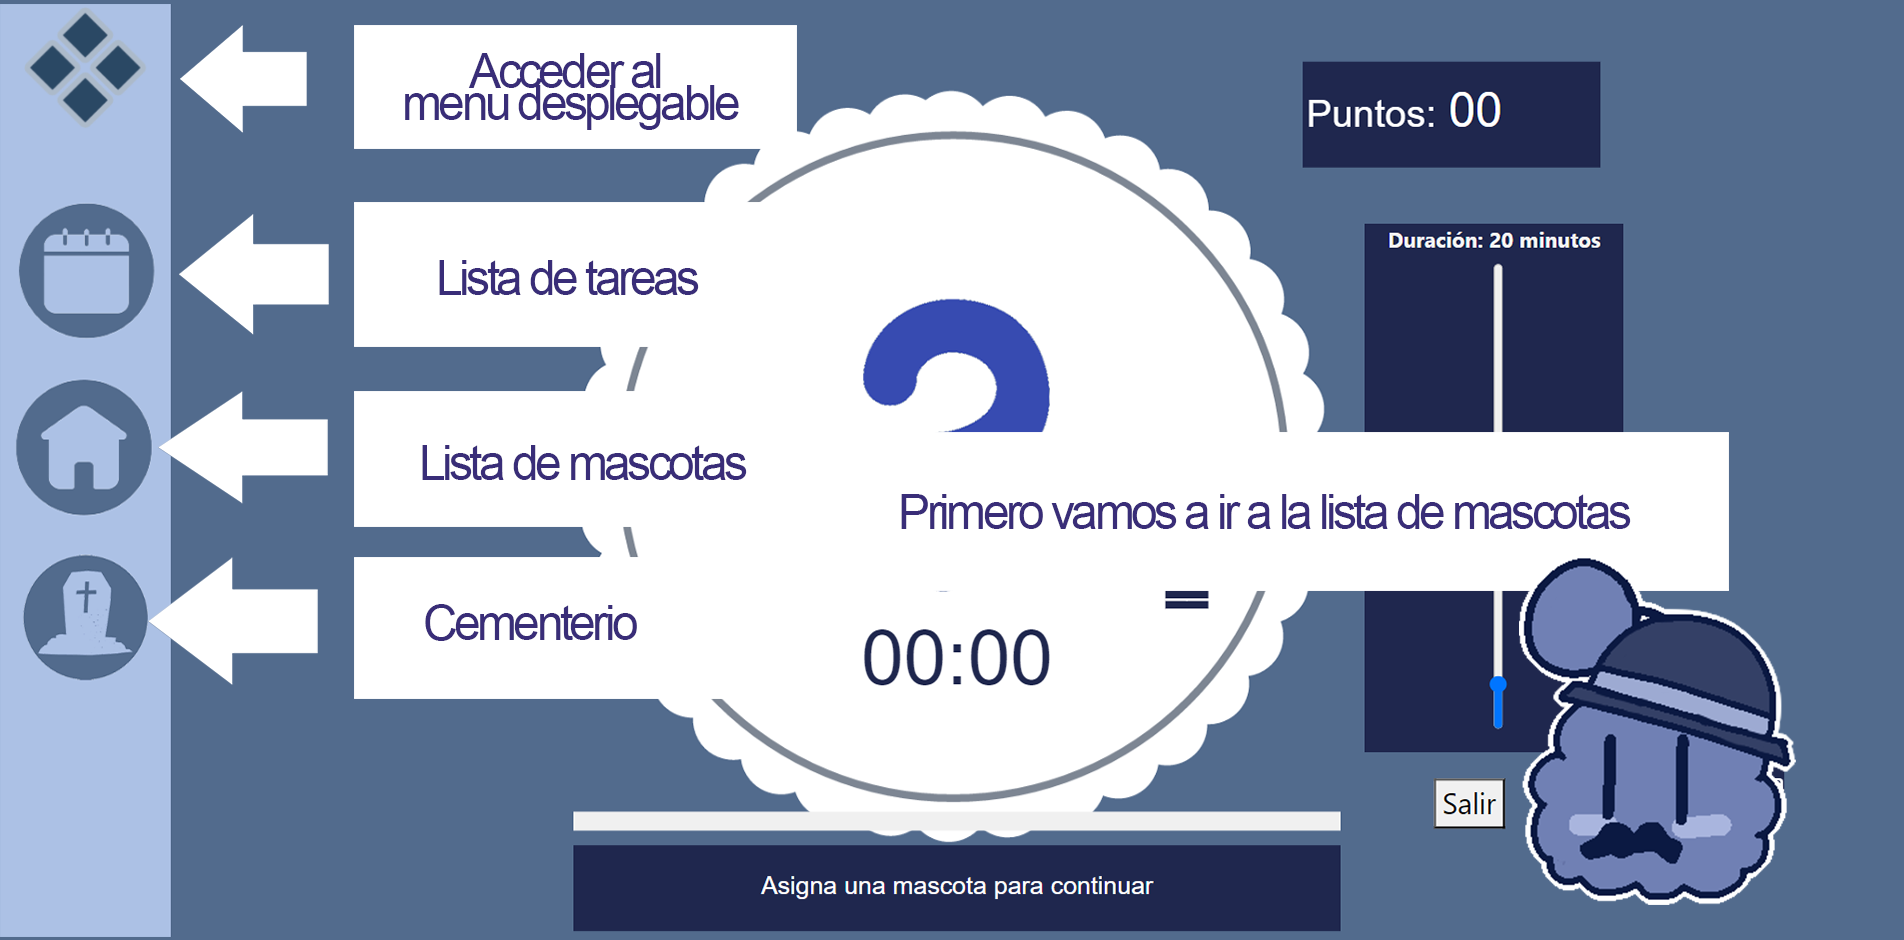 Acceder al
menu desplegable
Puntos: 00
Lista de tareas
Duración: 20 minutos
Lista de mascotas
Primero vamos a ir a la lista de mascotas
Cementerio
00:00
Salir
Asigna una mascota para continuar